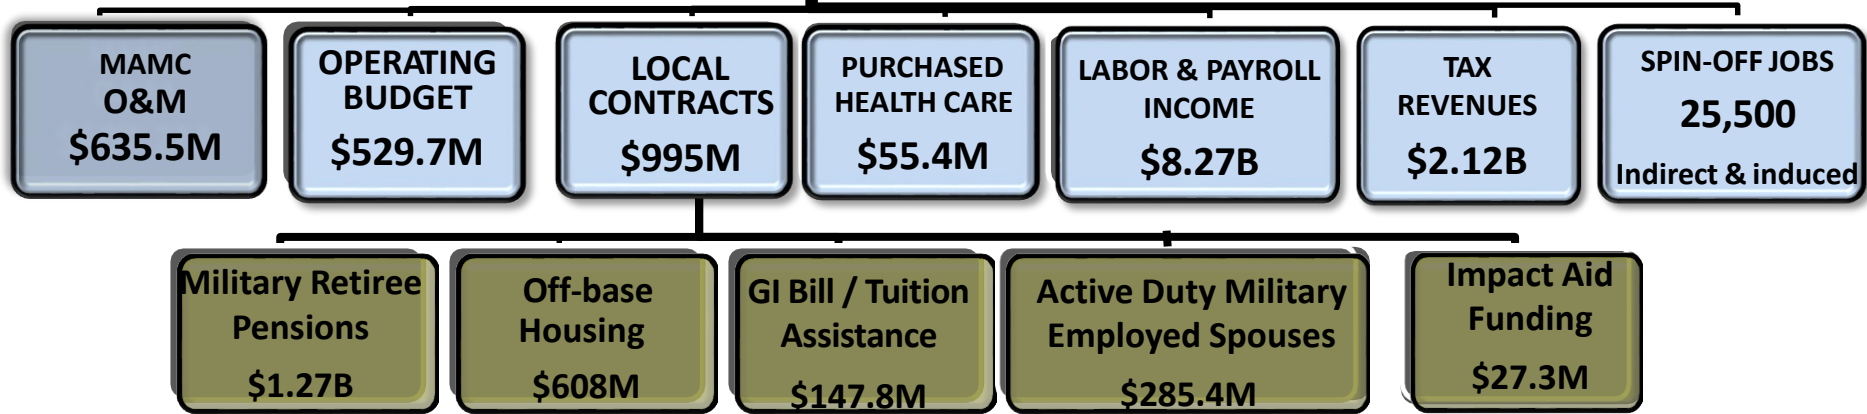 MAMC
O&M
$635.5M
OPERATING
BUDGET
$529.7M
LOCAL
CONTRACTS
$995M
PURCHASED
HEALTH CARE
$55.4M
LABOR & PAYROLL
INCOME
$8.27B
TAX
REVENUES
$2.12B
SPIN-OFF JOBS
25,500
Indirect & induced
Military Retiree
Pensions
$1.27B
Off-base
Housing
$608M
GI Bill / Tuition
Assistance
$147.8M
Active Duty Military
Employed Spouses
$285.4M
Impact Aid
Funding
$27.3M